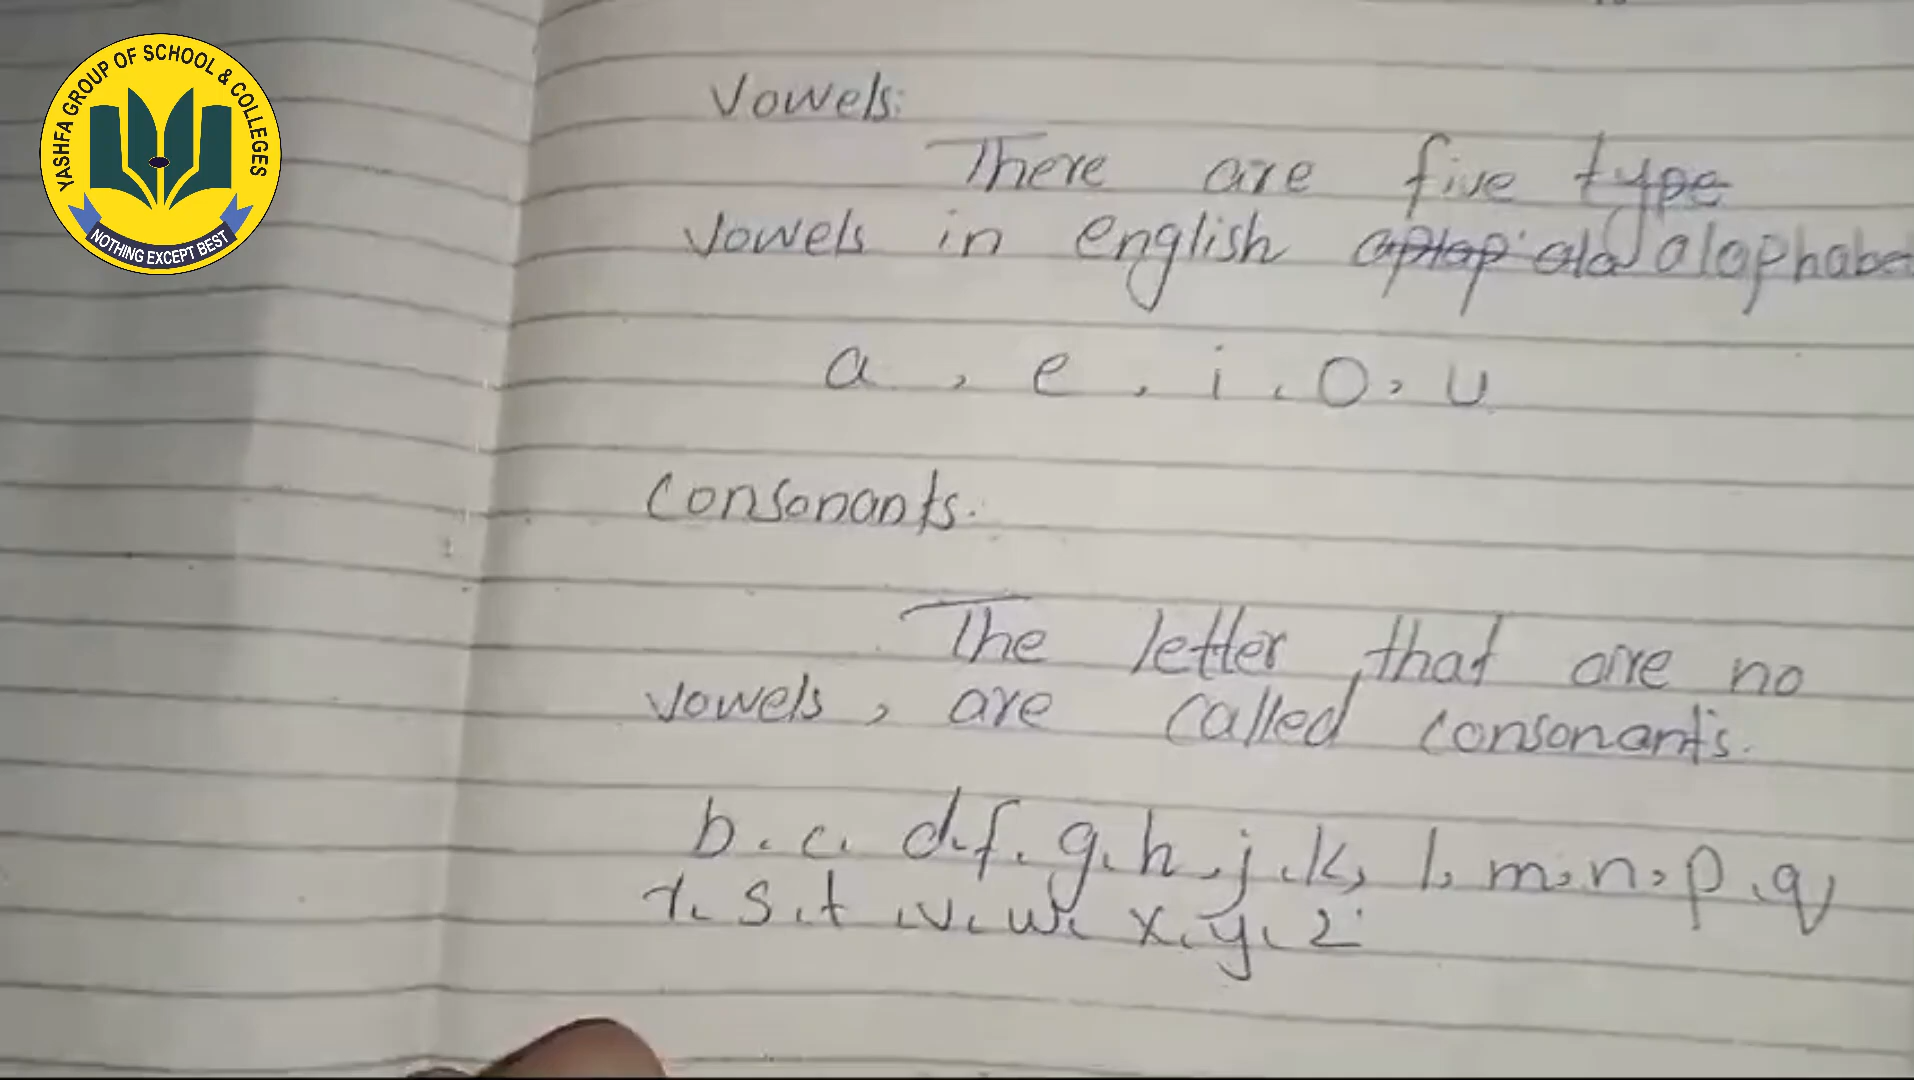 YASHFA GROUP OF SCHOOL & COLLEGES
NOTHING EXCEPT BEST
Vowels:
There are five type
vowels in english alaphabe
a, e, i, o, u
Consonants.
The letter that are no
vowels, are called consonants.
b, c, d, f, g, h, j, k, l, m, n, p, q
r, s, t, v, w, x, y, z